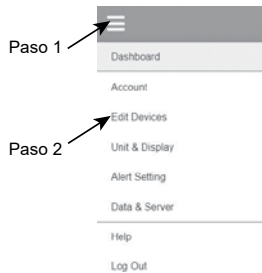 Paso 1
Dashboard
Account
Edit Devices
Paso 2
Unit & Display
Alert Setting
Data & Server
Help
Log Out